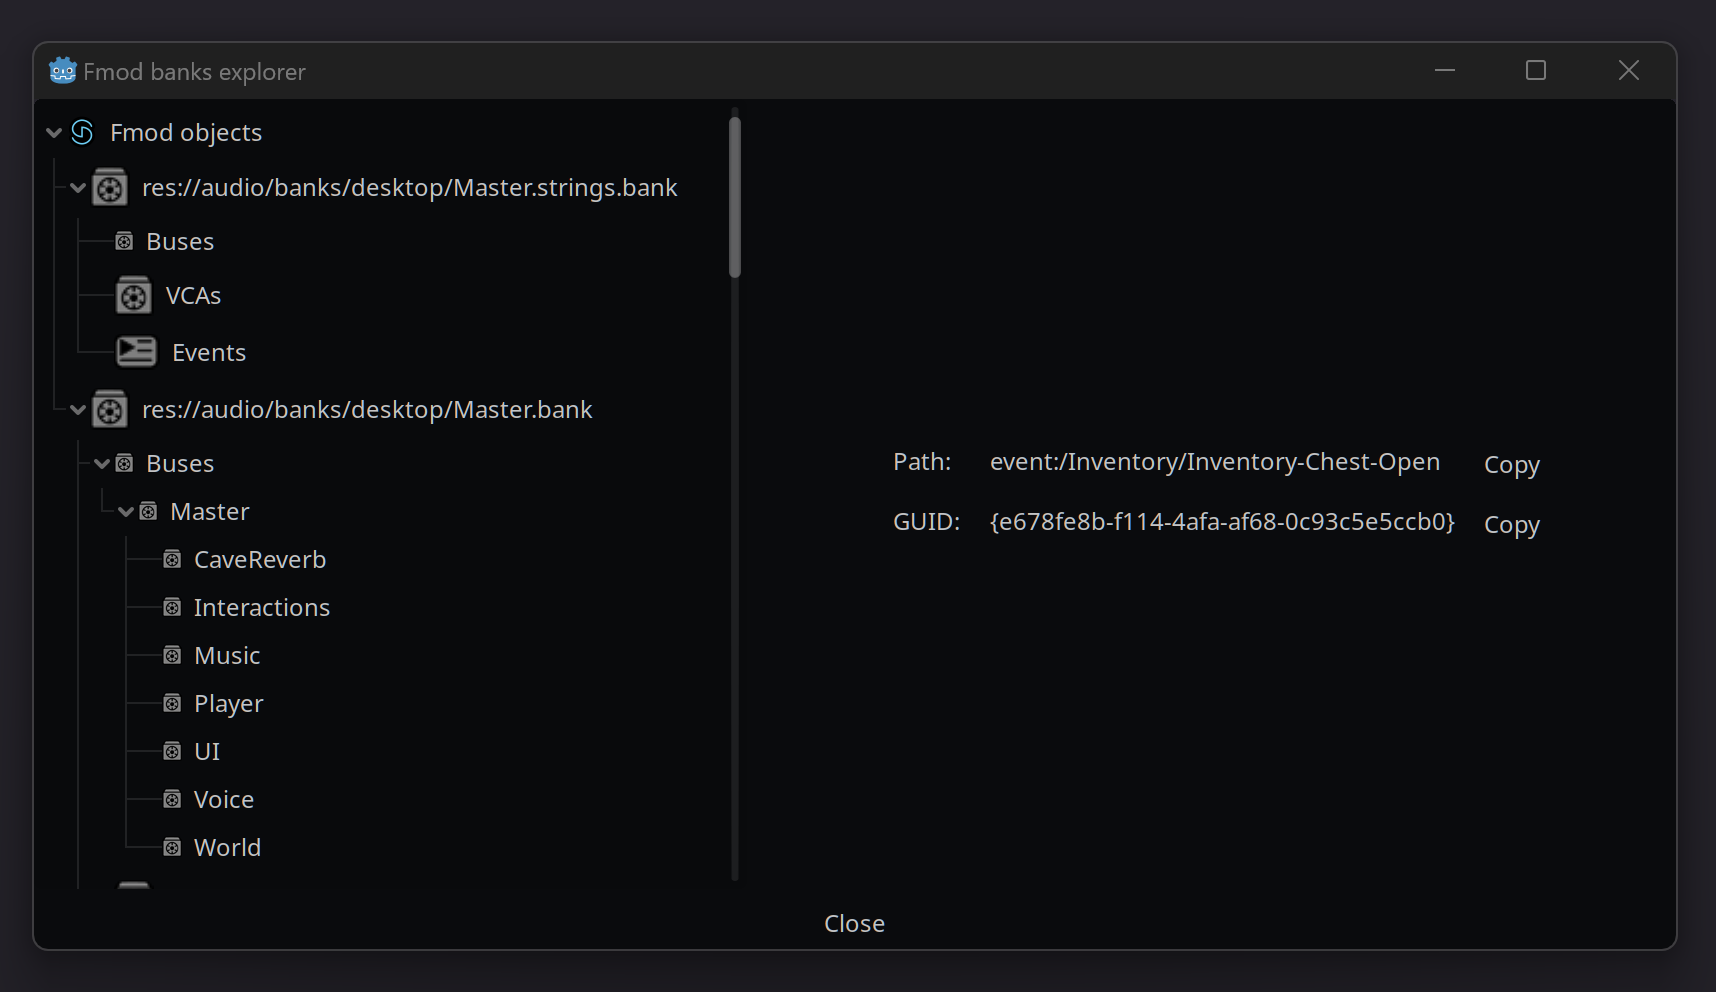 Fmod banks explorer
Fmod objects
res://audio/banks/desktop/Master.strings.bank
Buses
VCAs
Events
res://audio/banks/desktop/Master.bank
Buses
Master
CaveReverb
Interactions
Music
Player
UI
Voice
World
Path: event:/Inventory/Inventory-Chest-Open Copy
GUID: {e678fe8b-f114-4afa-af68-0c93c5e5ccb0} Copy
Close